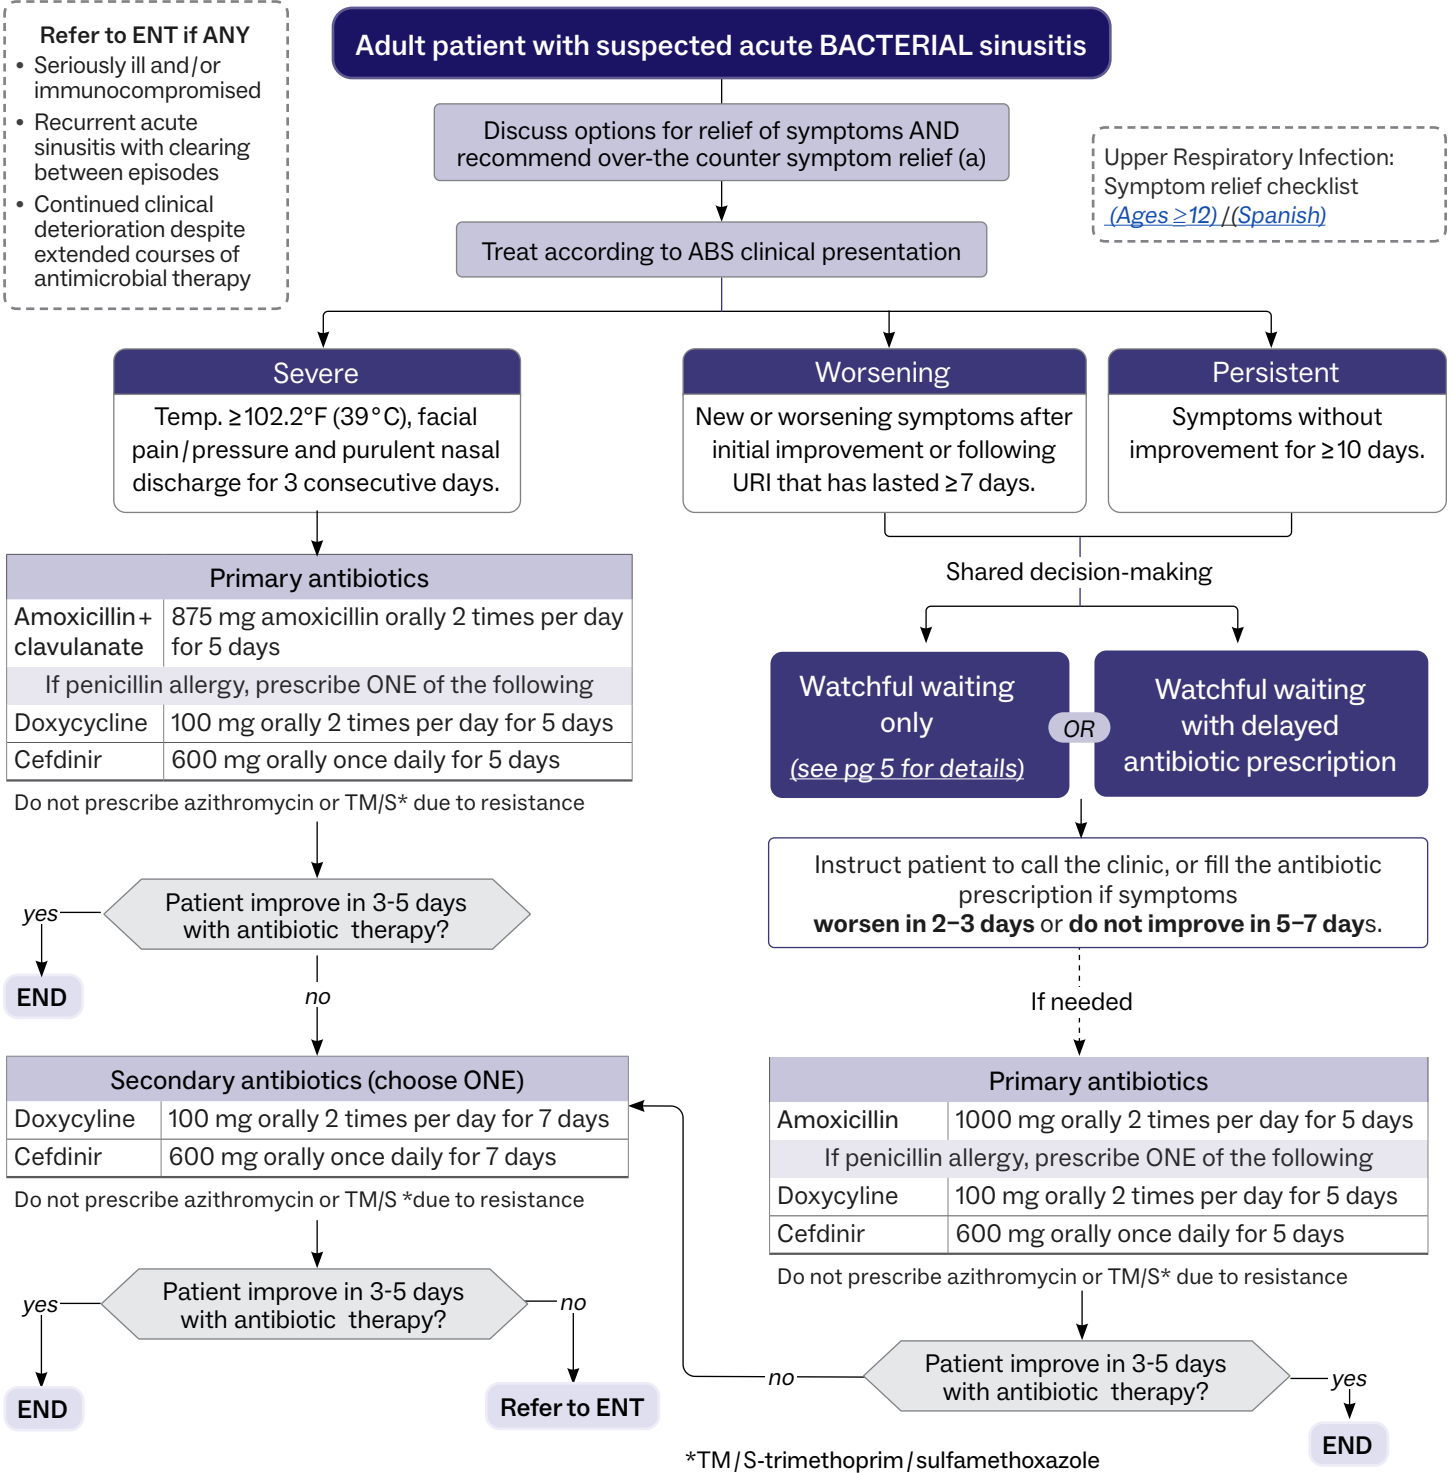 Refer to ENT if ANY
• Seriously ill and/or
immunocompromised
• Recurrent acute
sinusitis with clearing
between episodes
• Continued clinical
deterioration despite
extended courses of
antimicrobial therapy
Adult patient with suspected acute BACTERIAL sinusitis
Discuss options for relief of symptoms AND
recommend over-the counter symptom relief (a)
Upper Respiratory Infection:
Symptom relief checklist
(Ages ≥12) /(Spanish)
Treat according to ABS clinical presentation
Severe
Temp. ≥102.2°F (39°C), facial
pain/pressure and purulent nasal
discharge for 3 consecutive days.
Worsening
New or worsening symptoms after
initial improvement or following
URI that has lasted ≥7 days.
Persistent
Symptoms without
improvement for ≥10 days.
Primary antibiotics
Amoxicillin+ 875 mg amoxicillin orally 2 times per day
clavulanate for 5 days
If penicillin allergy, prescribe ONE of the following
Doxycycline 100 mg orally 2 times per day for 5 days
Cefdinir 600 mg orally once daily for 5 days
Do not prescribe azithromycin or TM/S* due to resistance
Patient improve in 3-5 days
with antibiotic therapy?
yes
END
no
Secondary antibiotics (choose ONE)
Doxycyline 100 mg orally 2 times per day for 7 days
Cefdinir 600 mg orally once daily for 7 days
Do not prescribe azithromycin or TM/S *due to resistance
Patient improve in 3-5 days
with antibiotic therapy?
yes
no
END
Refer to ENT
Shared decision-making
Watchful waiting
only
(see pg 5 for details)
OR
Watchful waiting
with delayed
antibiotic prescription
Instruct patient to call the clinic, or fill the antibiotic
prescription if symptoms
worsen in 2–3 days or do not improve in 5–7 days.
If needed
Primary antibiotics
Amoxicillin 1000 mg orally 2 times per day for 5 days
If penicillin allergy, prescribe ONE of the following
Doxycyline 100 mg orally 2 times per day for 5 days
Cefdinir 600 mg orally once daily for 5 days
Do not prescribe azithromycin or TM/S* due to resistance
Patient improve in 3-5 days
with antibiotic therapy?
no
yes
END
*TM/S-trimethoprim/sulfamethoxazole